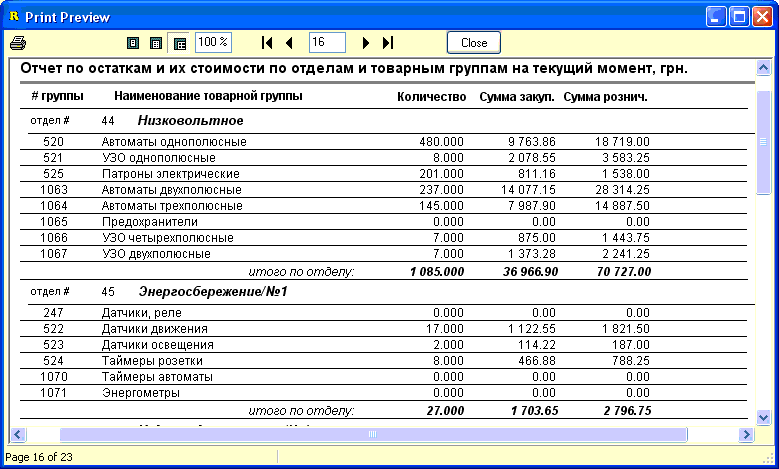 Print Preview
100 % 16 Close
Отчет по остаткам и их стоимости по отделам и товарным группам на текущий момент, грн.
# группы Наименование товарной группы Количество Сумма закуп. Сумма рознич.
отдел # 44 Низковольтное
520 Автоматы однополюсные 480.000 9 763.86 18 719.00
521 УЗО однополюсные 8.000 2 078.55 3 583.25
525 Патроны электрические 201.000 811.16 1 538.00
1063 Автоматы двухполюсные 237.000 14 077.15 28 314.25
1064 Автоматы трехполюсные 145.000 7 987.90 14 887.50
1065 Предохранители 0.000 0.00 0.00
1066 УЗО четырехполюсные 7.000 875.00 1 443.75
1067 УЗО двухполюсные 7.000 1 373.28 2 241.25
итого по отделу: 1 085.000 36 966.90 70 727.00
отдел # 45 Энергосбережение/№1
247 Датчики, реле 0.000 0.00 0.00
522 Датчики движения 17.000 1 122.55 1 821.50
523 Датчики освещения 2.000 114.22 187.00
524 Таймеры розетки 8.000 466.88 788.25
1070 Таймеры автоматы 0.000 0.00 0.00
1071 Энергометры 0.000 0.00 0.00
итого по отделу: 27.000 1 703.65 2 796.75
Page 16 of 23